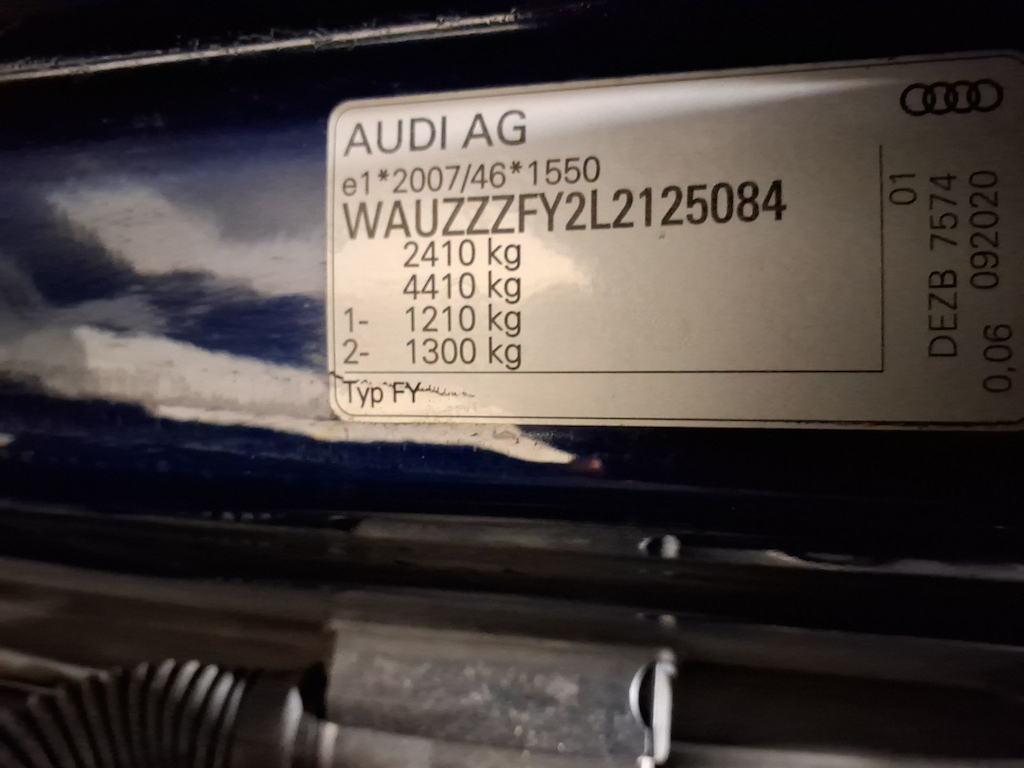 AUDI AG
e1*2007/46*1550
WAUZZZFY2L2125084
2410 kg
4410 kg
1- 1210 kg
2- 1300 kg
Typ FY
01
DEZB 7574
0,06 092020